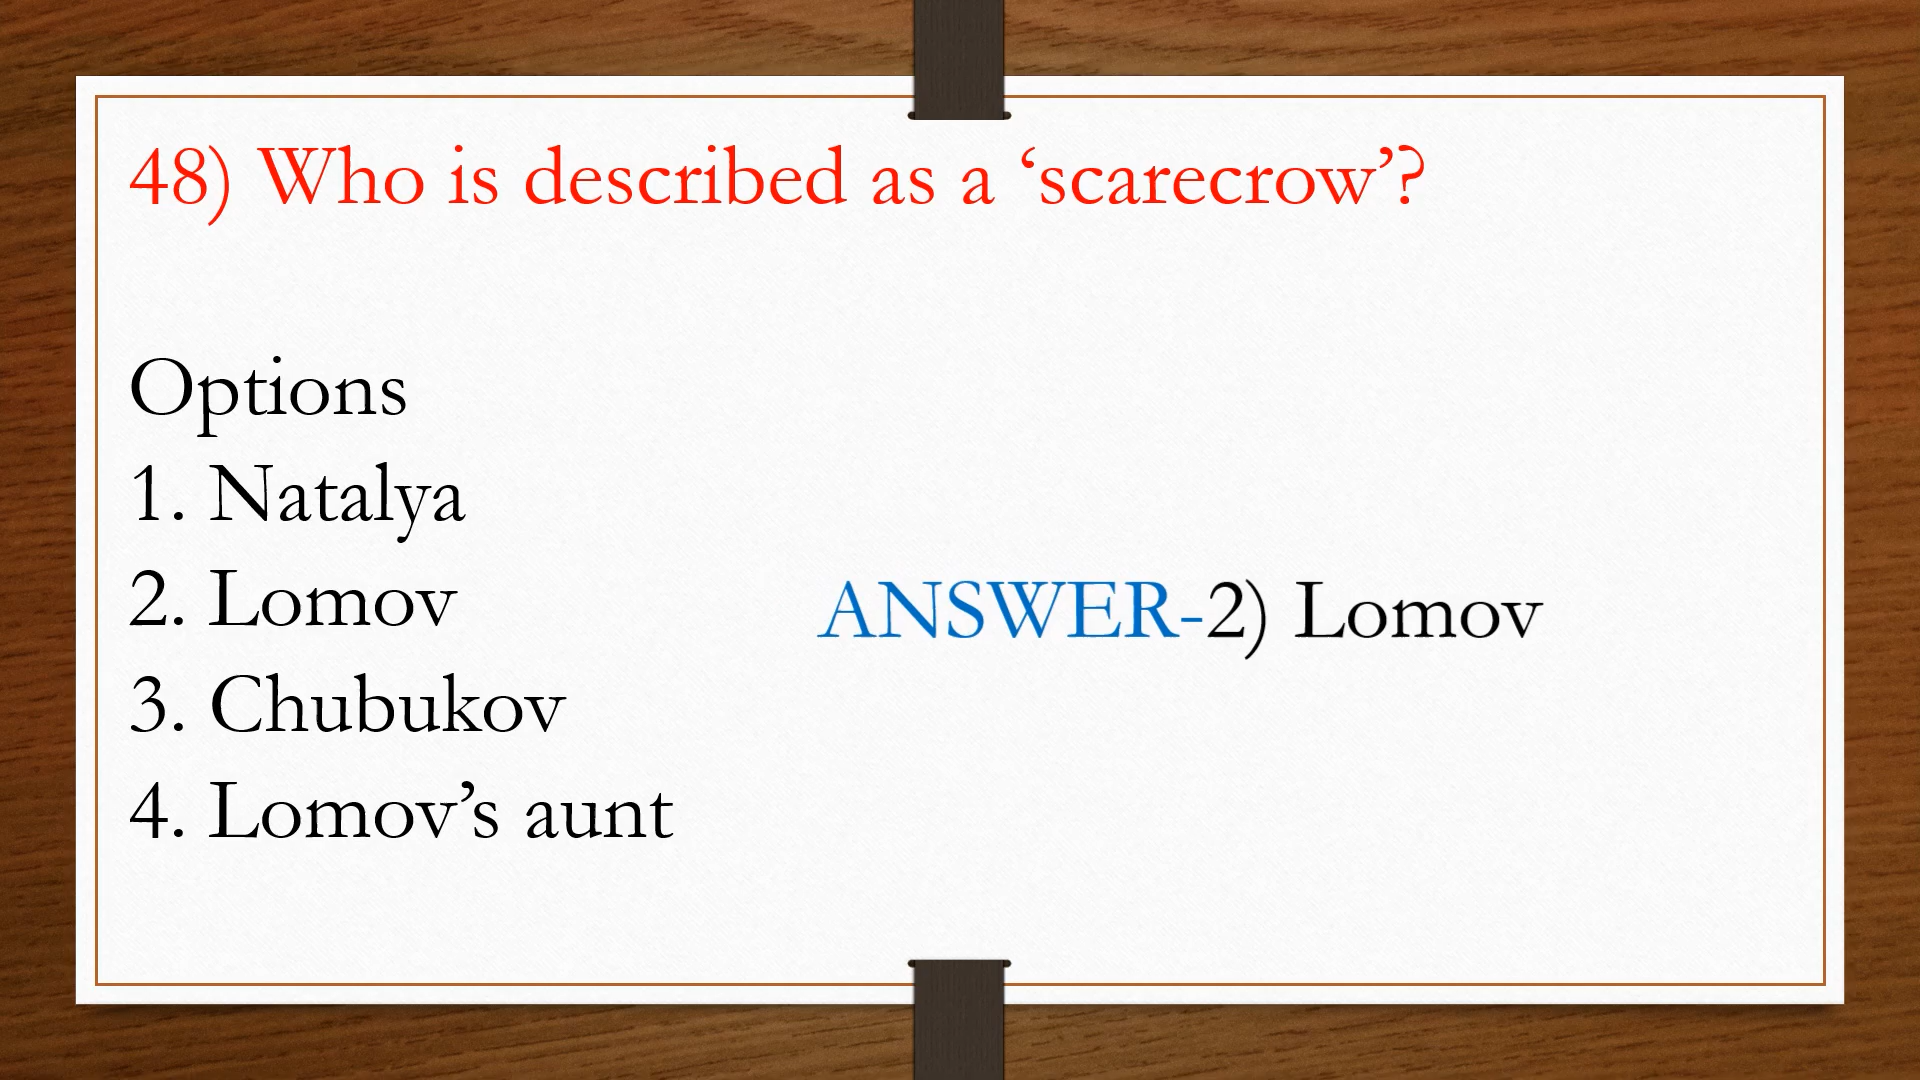 48) Who is described as a ‘scarecrow’?
Options
1. Natalya
2. Lomov
ANSWER-2) Lomov
3. Chubukov
4. Lomov’s aunt